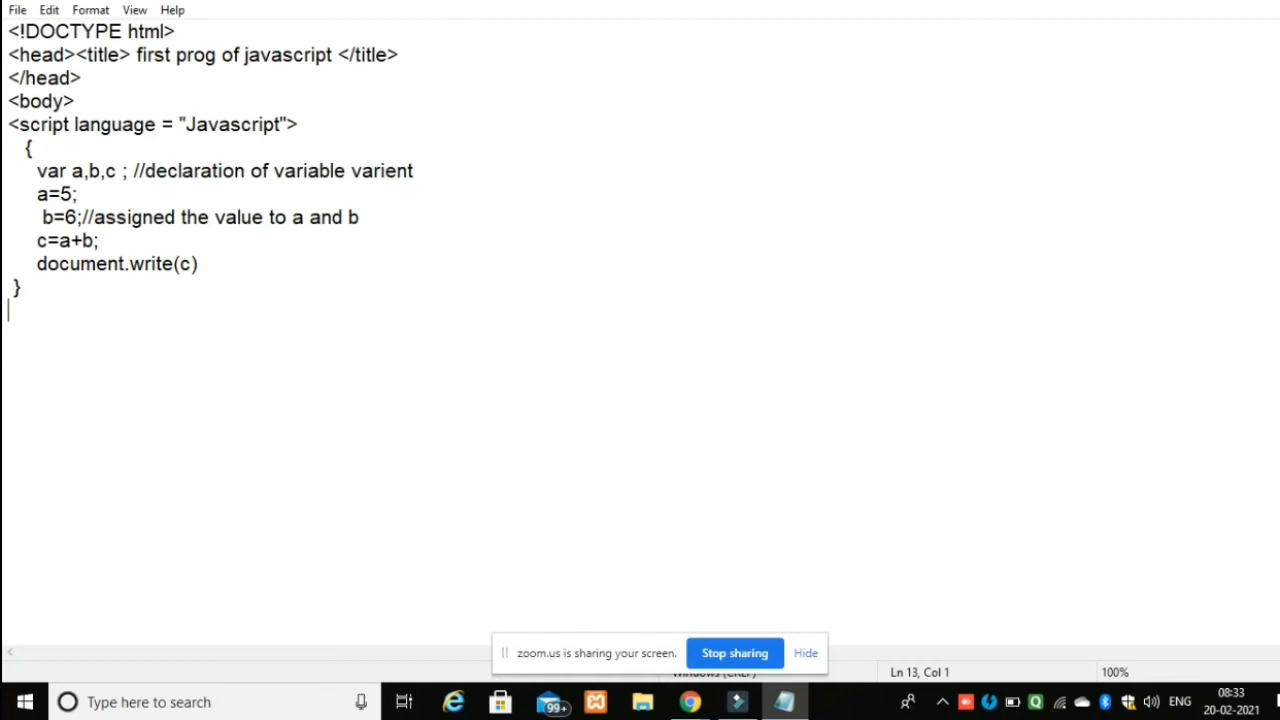 File Edit Format View Help
<!DOCTYPE html>
<head><title> first prog of javascript </title>
</head>
<body>
<script language = "Javascript">
{
var a,b,c ; //declaration of variable varient
a=5;
b=6;//assigned the value to a and b
c=a+b;
document.write(c)
}
zoom.us is sharing your screen. Stop sharing Hide
Windows (CRLF) Ln 13, Col 1 100%
Type here to search 99+ ENG 08:33
20-02-2021